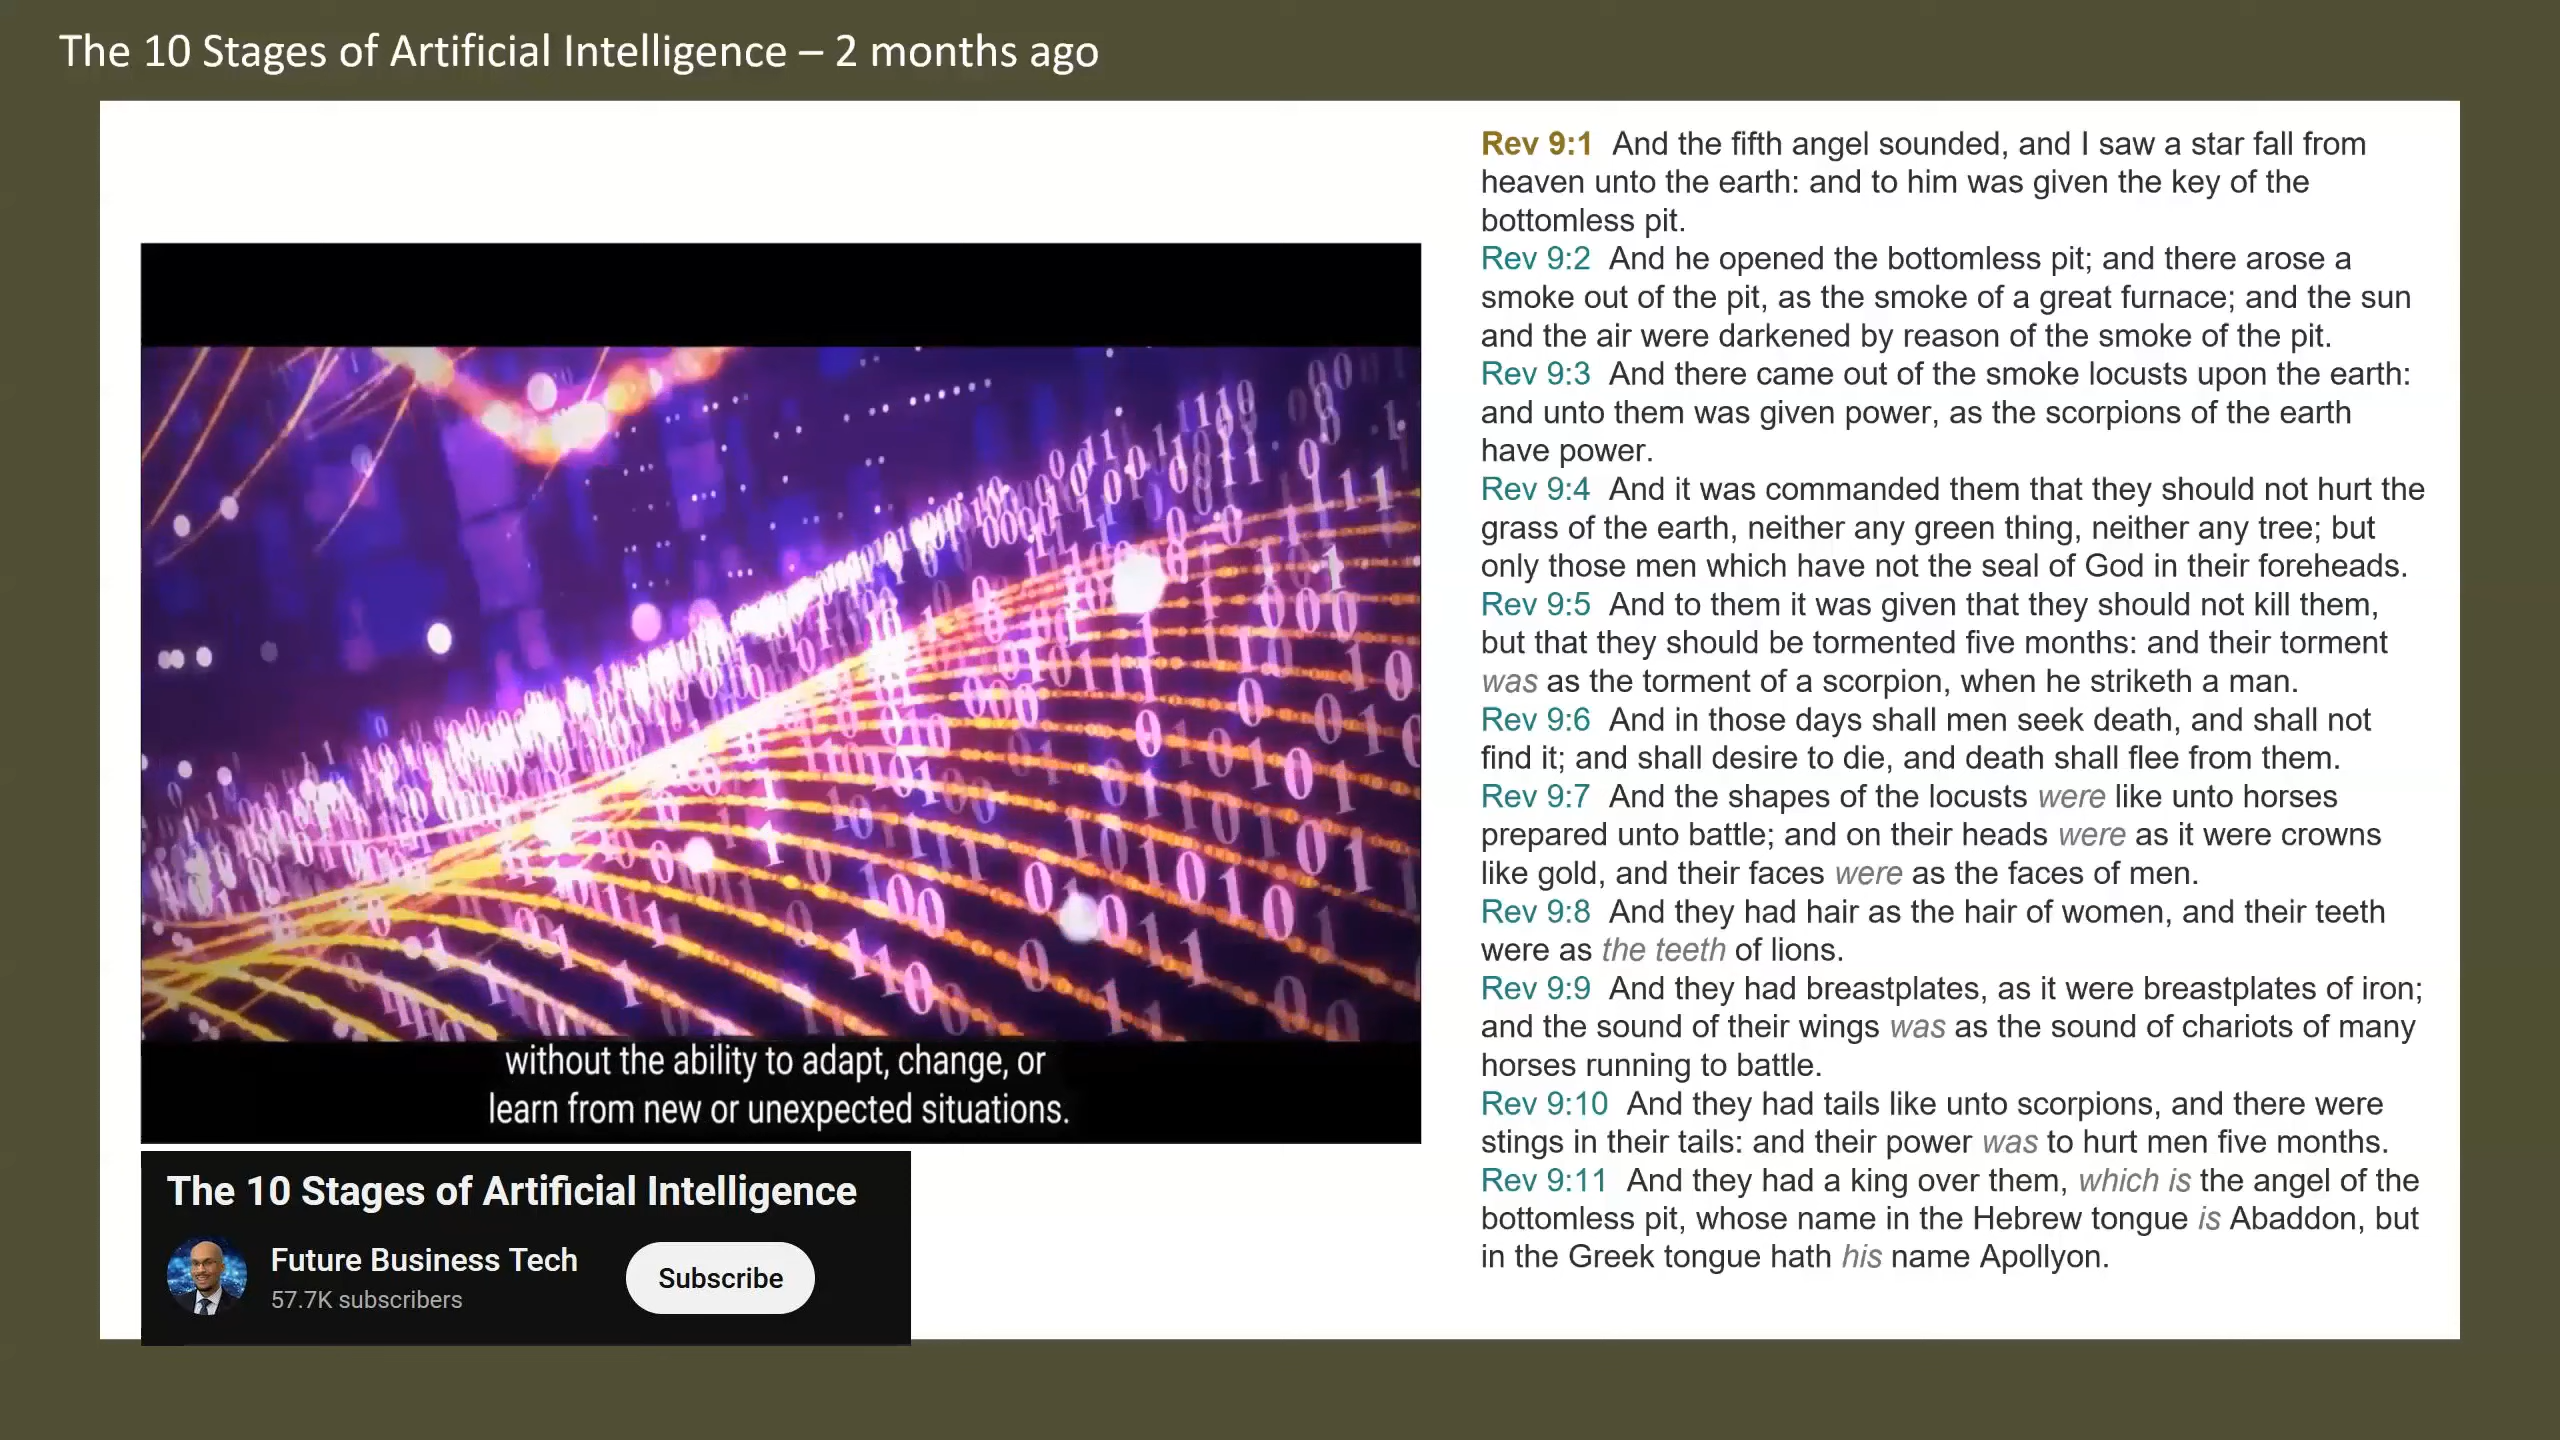 The 10 Stages of Artificial Intelligence – 2 months ago
without the ability to adapt, change, or
learn from new or unexpected situations.
The 10 Stages of Artificial Intelligence
Future Business Tech
57.7K subscribers
Subscribe
Rev 9:1 And the fifth angel sounded, and I saw a star fall from
heaven unto the earth: and to him was given the key of the
bottomless pit.
Rev 9:2 And he opened the bottomless pit; and there arose a
smoke out of the pit, as the smoke of a great furnace; and the sun
and the air were darkened by reason of the smoke of the pit.
Rev 9:3 And there came out of the smoke locusts upon the earth:
and unto them was given power, as the scorpions of the earth
have power.
Rev 9:4 And it was commanded them that they should not hurt the
grass of the earth, neither any green thing, neither any tree; but
only those men which have not the seal of God in their foreheads.
Rev 9:5 And to them it was given that they should not kill them,
but that they should be tormented five months: and their torment
was as the torment of a scorpion, when he striketh a man.
Rev 9:6 And in those days shall men seek death, and shall not
find it; and shall desire to die, and death shall flee from them.
Rev 9:7 And the shapes of the locusts were like unto horses
prepared unto battle; and on their heads were as it were crowns
like gold, and their faces were as the faces of men.
Rev 9:8 And they had hair as the hair of women, and their teeth
were as the teeth of lions.
Rev 9:9 And they had breastplates, as it were breastplates of iron;
and the sound of their wings was as the sound of chariots of many
horses running to battle.
Rev 9:10 And they had tails like unto scorpions, and there were
stings in their tails: and their power was to hurt men five months.
Rev 9:11 And they had a king over them, which is the angel of the
bottomless pit, whose name in the Hebrew tongue is Abaddon, but
in the Greek tongue hath his name Apollyon.